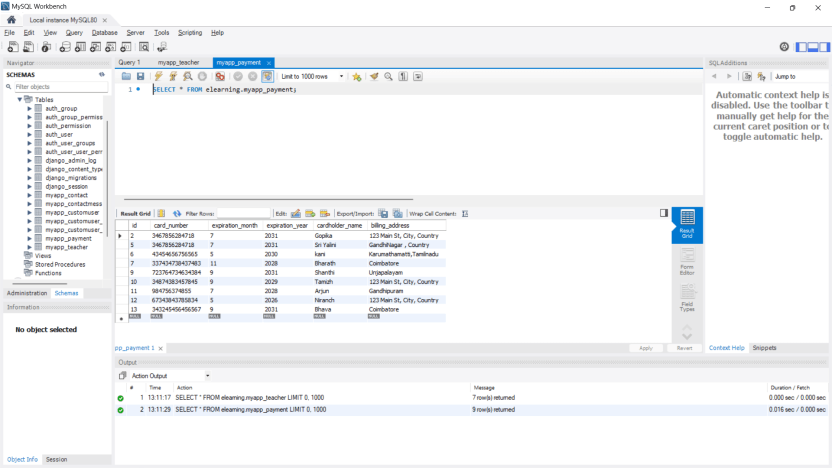 MySQL Workbench
Local instance MySQL80 ×
File Edit View Query Database Server Tools Scripting Help
Navigator
SCHEMAS
Filter objects
Tables
auth_group
auth_group_permiss
auth_permission
auth_user
auth_user_groups
auth_user_user_perr
django_admin_log
django_content_type
django_migrations
django_session
myapp_contact
myapp_contactmess
myapp_customuser
myapp_customuser_
myapp_customuser_
myapp_payment
myapp_teacher
Views
Stored Procedures
Functions
Administration Schemas
Information
No object selected
Object Info Session
Query 1 myapp_teacher myapp_payment ×
Limit to 1000 rows
1 SELECT * FROM elearning.myapp_payment;
Result Grid Filter Rows: Edit: Export/Import: Wrap Cell Content:
id card_number expiration_month expiration_year cardholder_name billing_address
2 3467856284718 7 2031 Gopika 123 Main St, City, Country
5 3467856284718 7 2031 Sri Yalini GandhiNagar , Country
6 43454656756565 5 2030 kani Karumathamatti,Tamilnadu
7 337434738437483 11 2028 Bharath Coimbatore
9 723764734634384 9 2031 Shanthi Unjapalayam
10 34874383457845 9 2029 Tamizh 123 Main St, City, Country
11 984756374855 7 2028 Arjun Gandhipuram
12 67343843785834 5 2026 Niranch 123 Main St, City, Country
13 343245456456567 9 2031 Bhava Coimbatore
NULL NULL NULL NULL NULL NULL
Result Grid
Form Editor
Field Types
pp_payment 1 × Apply Revert
Output
Action Output
# Time Action Message Duration / Fetch
1 13:11:17 SELECT * FROM elearning.myapp_teacher LIMIT 0, 1000 7 row(s) returned 0.000 sec / 0.000 sec
2 13:11:29 SELECT * FROM elearning.myapp_payment LIMIT 0, 1000 9 row(s) returned 0.016 sec / 0.000 sec
SQLAdditions
Jump to
Automatic context help is
disabled. Use the toolbar t
manually get help for the
current caret position or to
toggle automatic help.
Context Help Snippets